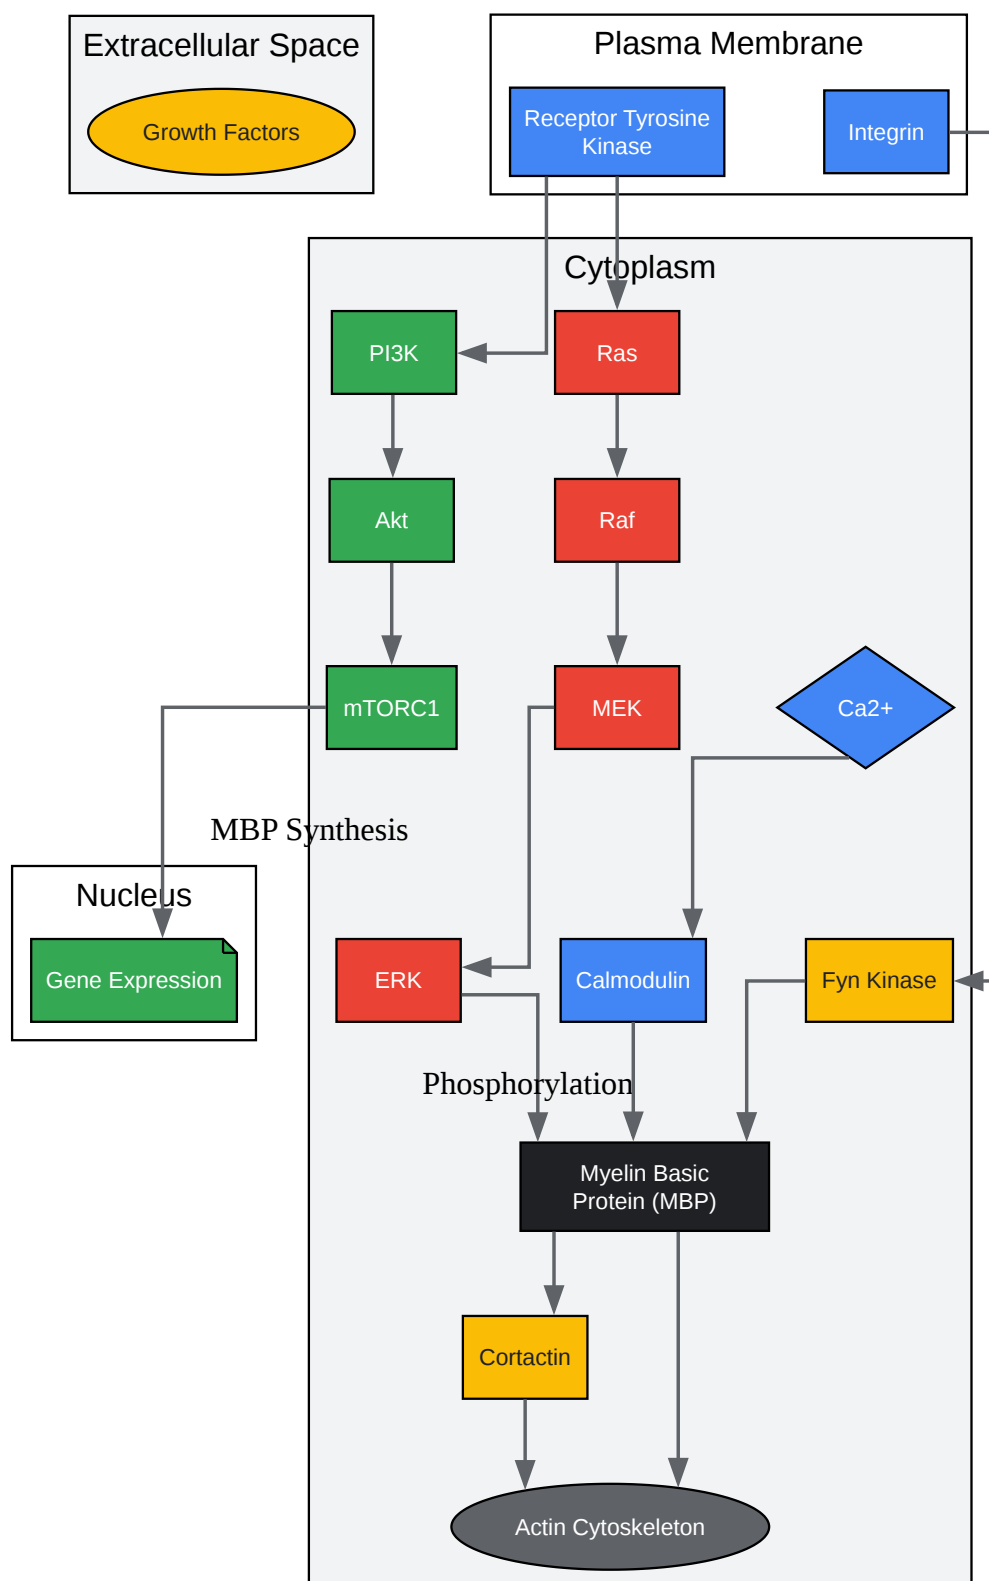 Extracellular Space
Growth Factors
Plasma Membrane
Receptor Tyrosine
Kinase
Integrin
Cytoplasm
PI3K
Ras
Akt
Raf
mTORC1
MEK
Ca2+
MBP Synthesis
Nucleus
Gene Expression
ERK
Calmodulin
Fyn Kinase
Phosphorylation
Myelin Basic
Protein (MBP)
Cortactin
Actin Cytoskeleton